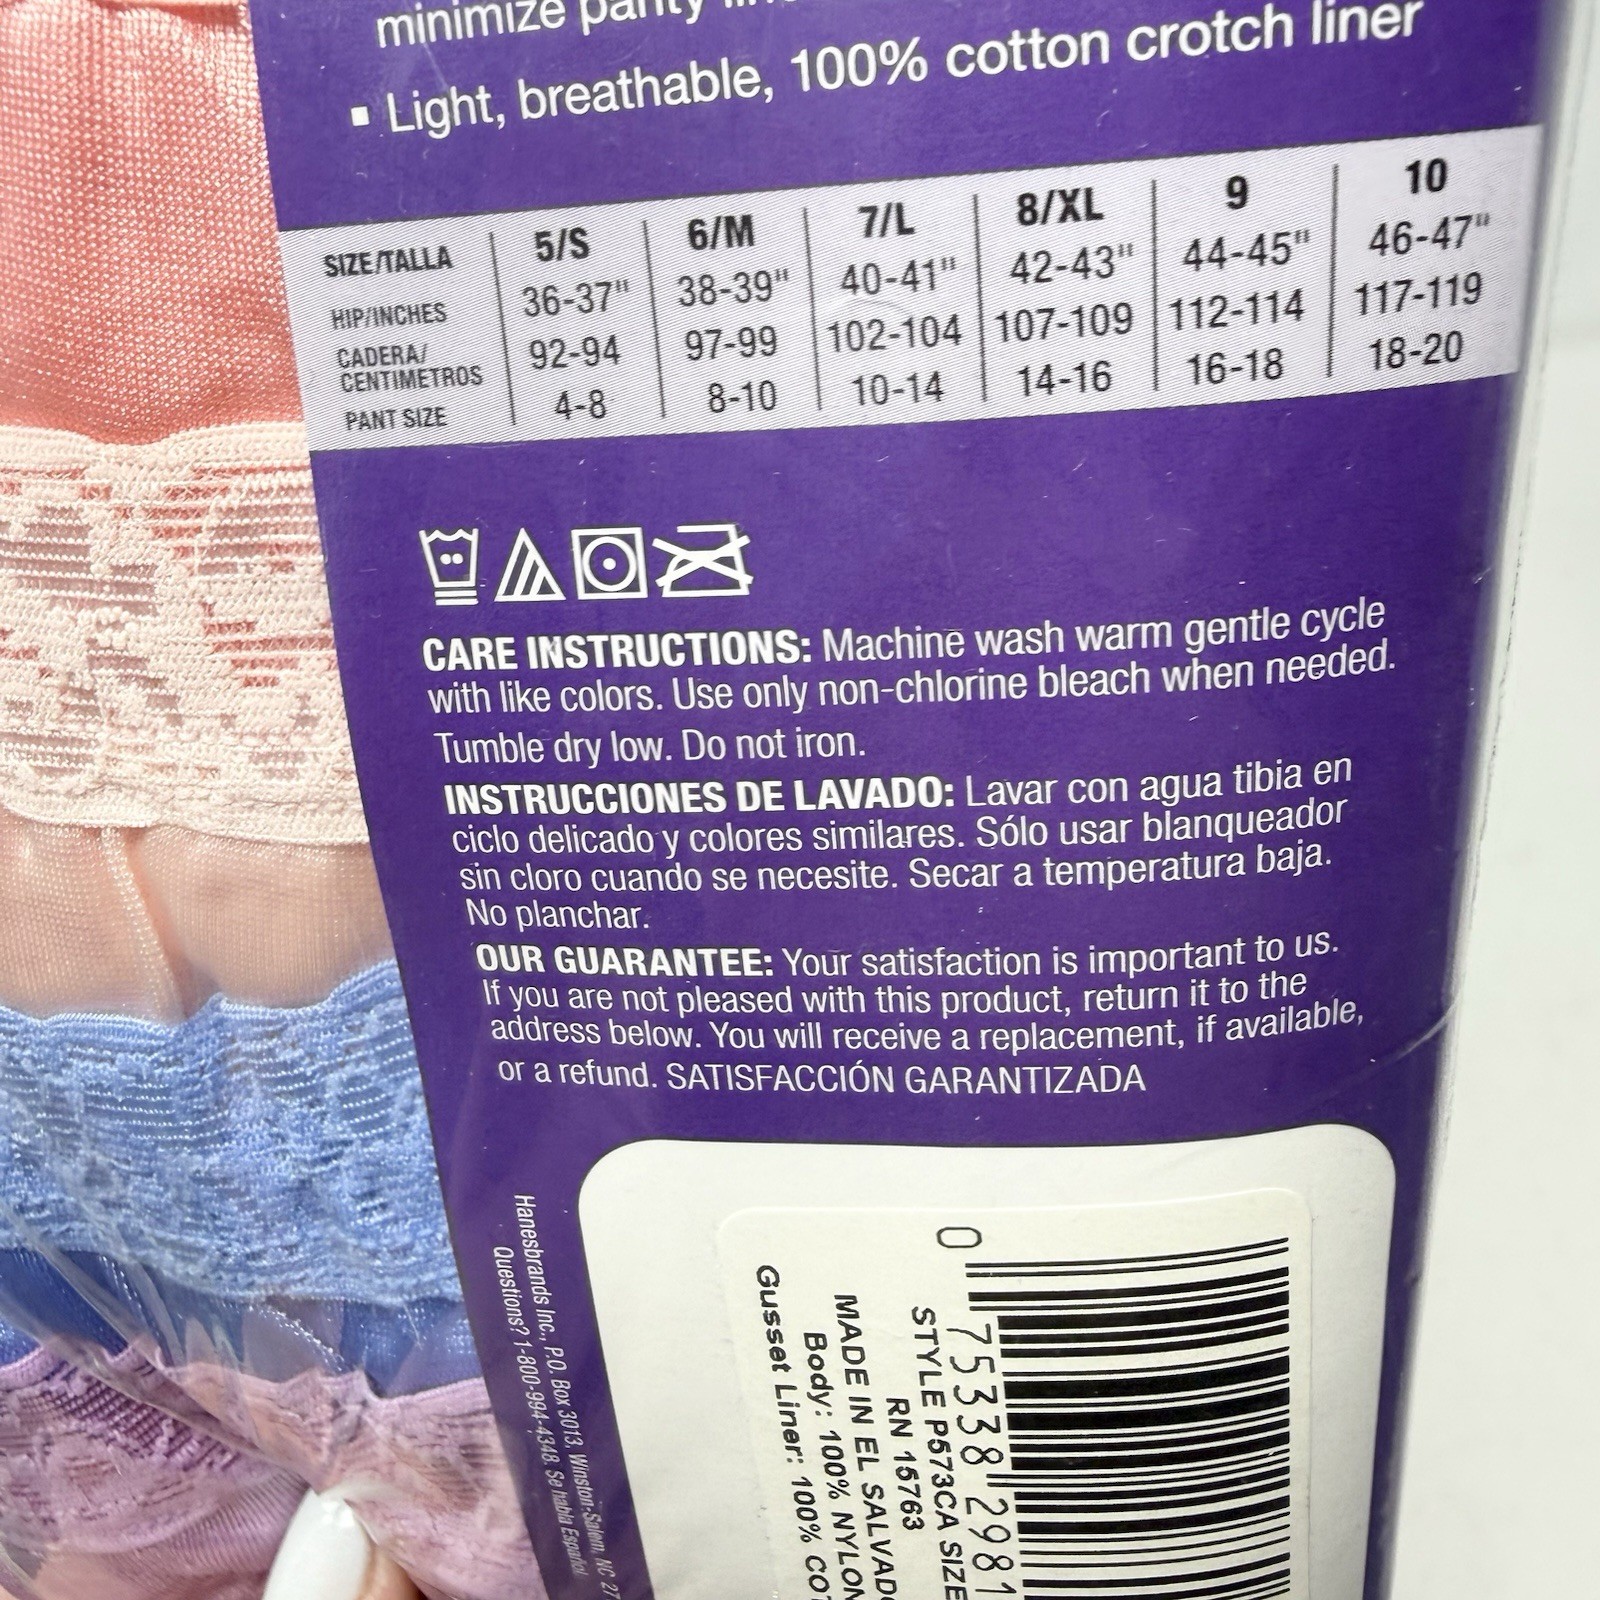 minimize panty
▪ Light, breathable, 100% cotton crotch liner
SIZE/TALLA 5/S 6/M 7/L 8/XL 9 10
HIP/INCHES 36-37" 38-39" 40-41" 42-43" 44-45" 46-47"
CADERA/
CENTIMETROS 92-94 97-99 102-104 107-109 112-114 117-119
PANT SIZE 4-8 8-10 10-14 14-16 16-18 18-20
CARE INSTRUCTIONS: Machine wash warm gentle cycle
with like colors. Use only non-chlorine bleach when needed.
Tumble dry low. Do not iron.
INSTRUCCIONES DE LAVADO: Lavar con agua tibia en
ciclo delicado y colores similares. Sólo usar blanqueador
sin cloro cuando se necesite. Secar a temperatura baja.
No planchar.
OUR GUARANTEE: Your satisfaction is important to us.
If you are not pleased with this product, return it to the
address below. You will receive a replacement, if available,
or a refund. SATISFACCIÓN GARANTIZADA
Hanesbrands Inc., P.O. Box 3013, Winston-Salem, NC 27
Questions? 1-800-994-4348. Se habla Español
0 75338 2981
STYLE P573CA SIZE
RN 15763
MADE IN EL SALVAD
Body: 100% NYLON
Gusset Liner: 100% COT